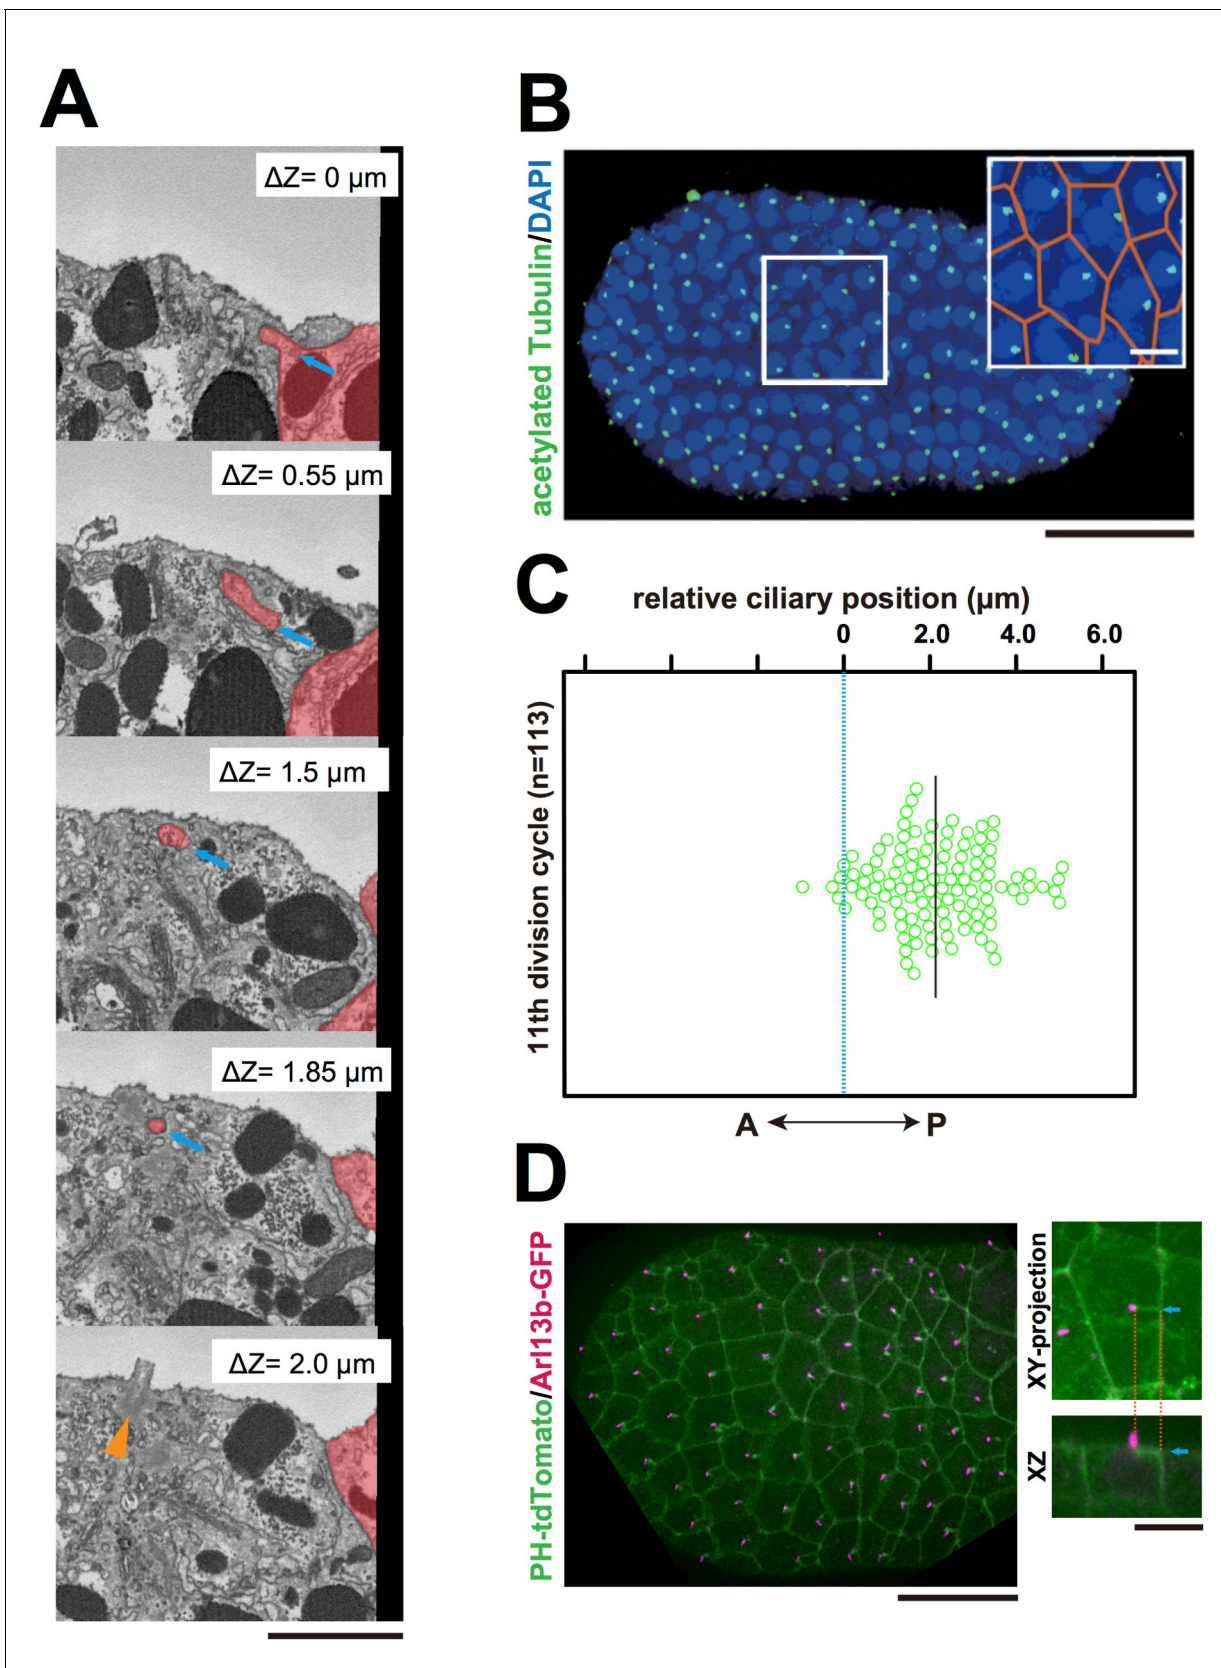 A
ΔZ= 0 µm
ΔZ= 0.55 µm
ΔZ= 1.5 µm
ΔZ= 1.85 µm
ΔZ= 2.0 µm
B
acetylated Tubulin/DAPI
C
relative ciliary position (µm)
0 2.0 4.0 6.0
11th division cycle (n=113)
A P
D
PH-tdTomato/Arl13b-GFP
XY-projection
XZ